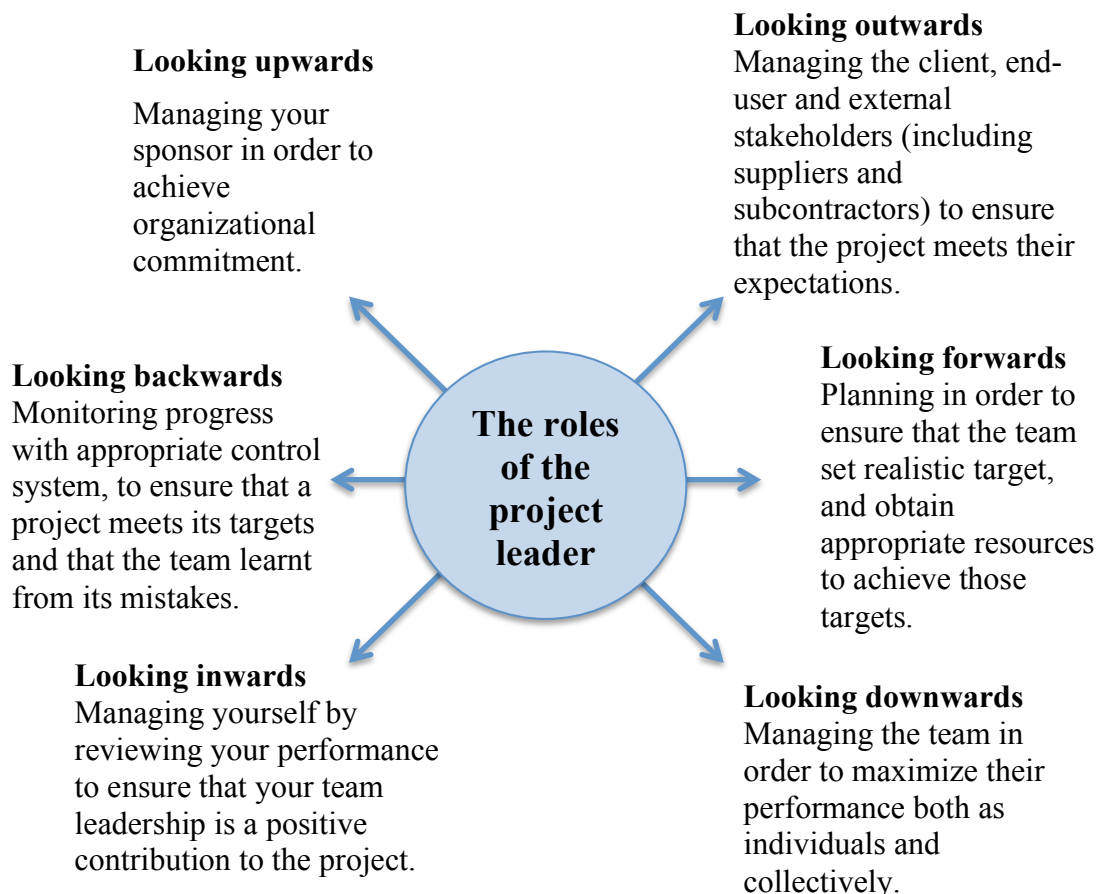 Looking upwards
Managing your
sponsor in order to
achieve
organizational
commitment.
Looking outwards
Managing the client, end-
user and external
stakeholders (including
suppliers and
subcontractors) to ensure
that the project meets their
expectations.
Looking backwards
Monitoring progress
with appropriate control
system, to ensure that a
project meets its targets
and that the team learnt
from its mistakes.
The roles
of the
project
leader
Looking forwards
Planning in order to
ensure that the team
set realistic target,
and obtain
appropriate resources
to achieve those
targets.
Looking inwards
Managing yourself by
reviewing your performance
to ensure that your team
leadership is a positive
contribution to the project.
Looking downwards
Managing the team in
order to maximize their
performance both as
individuals and
collectively.